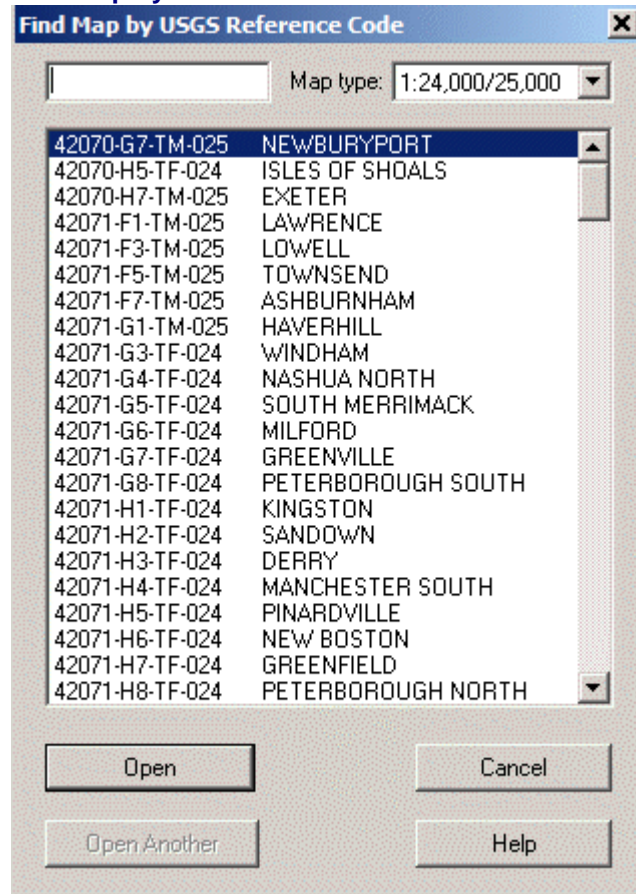 Find Map by USGS Reference Code
Map type: 1:24,000/25,000
42070-G7-TM-025 NEWBURYPORT
42070-H5-TF-024 ISLES OF SHOALS
42070-H7-TM-025 EXETER
42071-F1-TM-025 LAWRENCE
42071-F3-TM-025 LOWELL
42071-F5-TM-025 TOWNSEND
42071-F7-TM-025 ASHBURNHAM
42071-G1-TM-025 HAVERHILL
42071-G3-TF-024 WINDHAM
42071-G4-TF-024 NASHUA NORTH
42071-G5-TF-024 SOUTH MERRIMACK
42071-G6-TF-024 MILFORD
42071-G7-TF-024 GREENVILLE
42071-G8-TF-024 PETERBOROUGH SOUTH
42071-H1-TF-024 KINGSTON
42071-H2-TF-024 SANDOWN
42071-H3-TF-024 DERRY
42071-H4-TF-024 MANCHESTER SOUTH
42071-H5-TF-024 PINARDVILLE
42071-H6-TF-024 NEW BOSTON
42071-H7-TF-024 GREENFIELD
42071-H8-TF-024 PETERBOROUGH NORTH
Open Cancel
Open Another Help